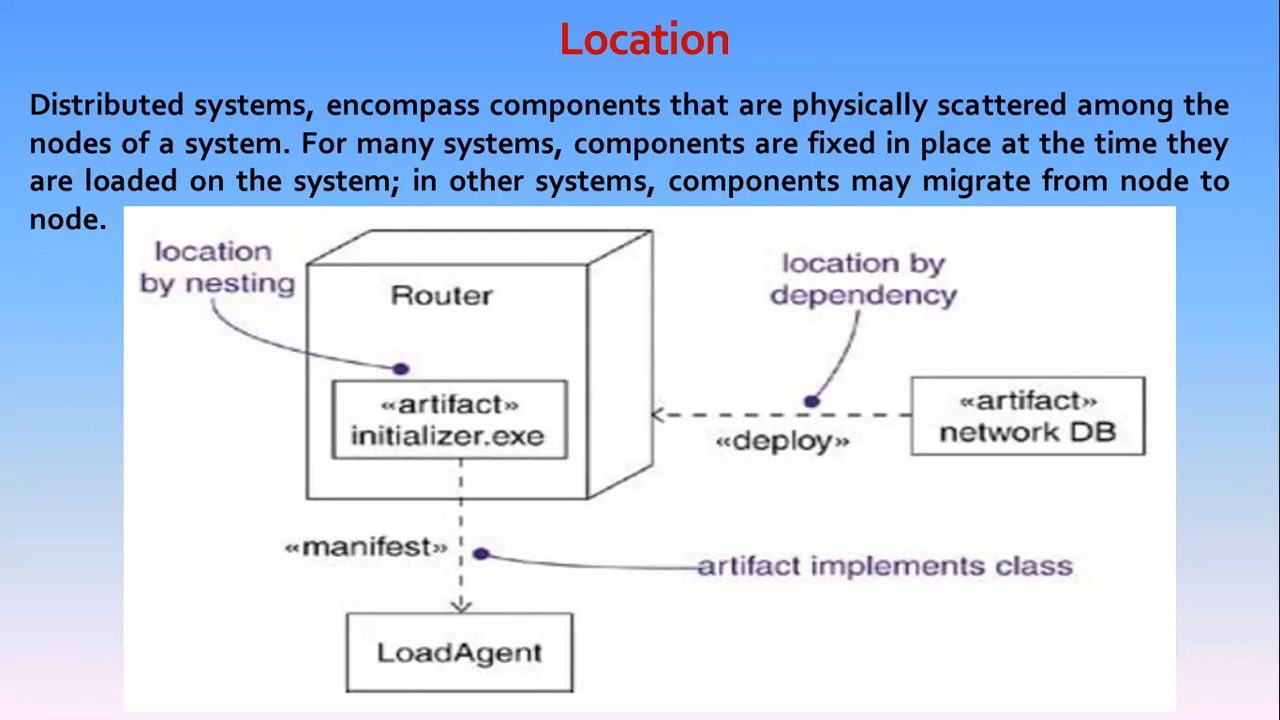 Location
Distributed systems, encompass components that are physically scattered among the
nodes of a system. For many systems, components are fixed in place at the time they
are loaded on the system; in other systems, components may migrate from node to
node.
location
by nesting
Router
location by
dependency
«artifact»
initializer.exe
«deploy»
«artifact»
network DB
«manifest»
artifact implements class
LoadAgent